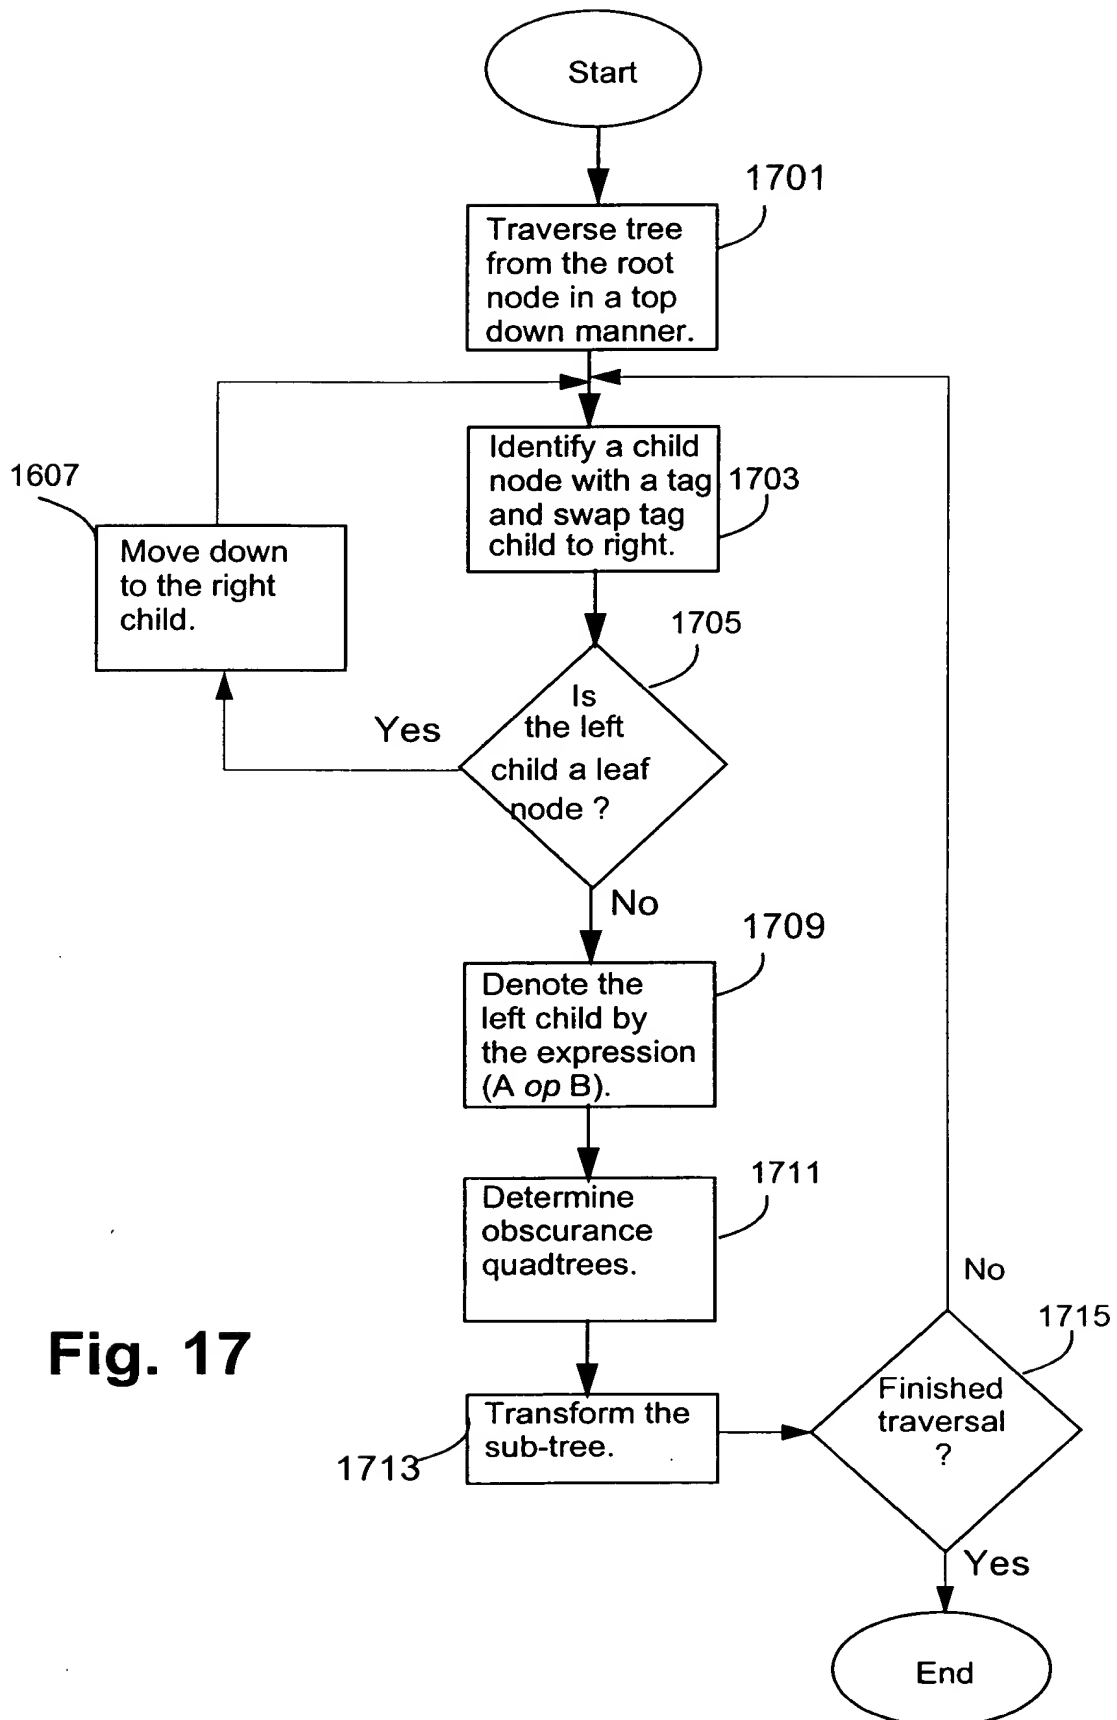 Start
1701
Traverse tree
from the root
node in a top
down manner.
Identify a child
node with a tag
and swap tag
child to right.
1703
1607
Move down
to the right
child.
1705
Is
the left
child a leaf
node ?
Yes
No
1709
Denote the
left child by
the expression
(A op B).
1711
Determine
obscurance
quadtrees.
No
1715
Fig. 17
Finished
traversal
?
Transform the
sub-tree.
1713
Yes
End